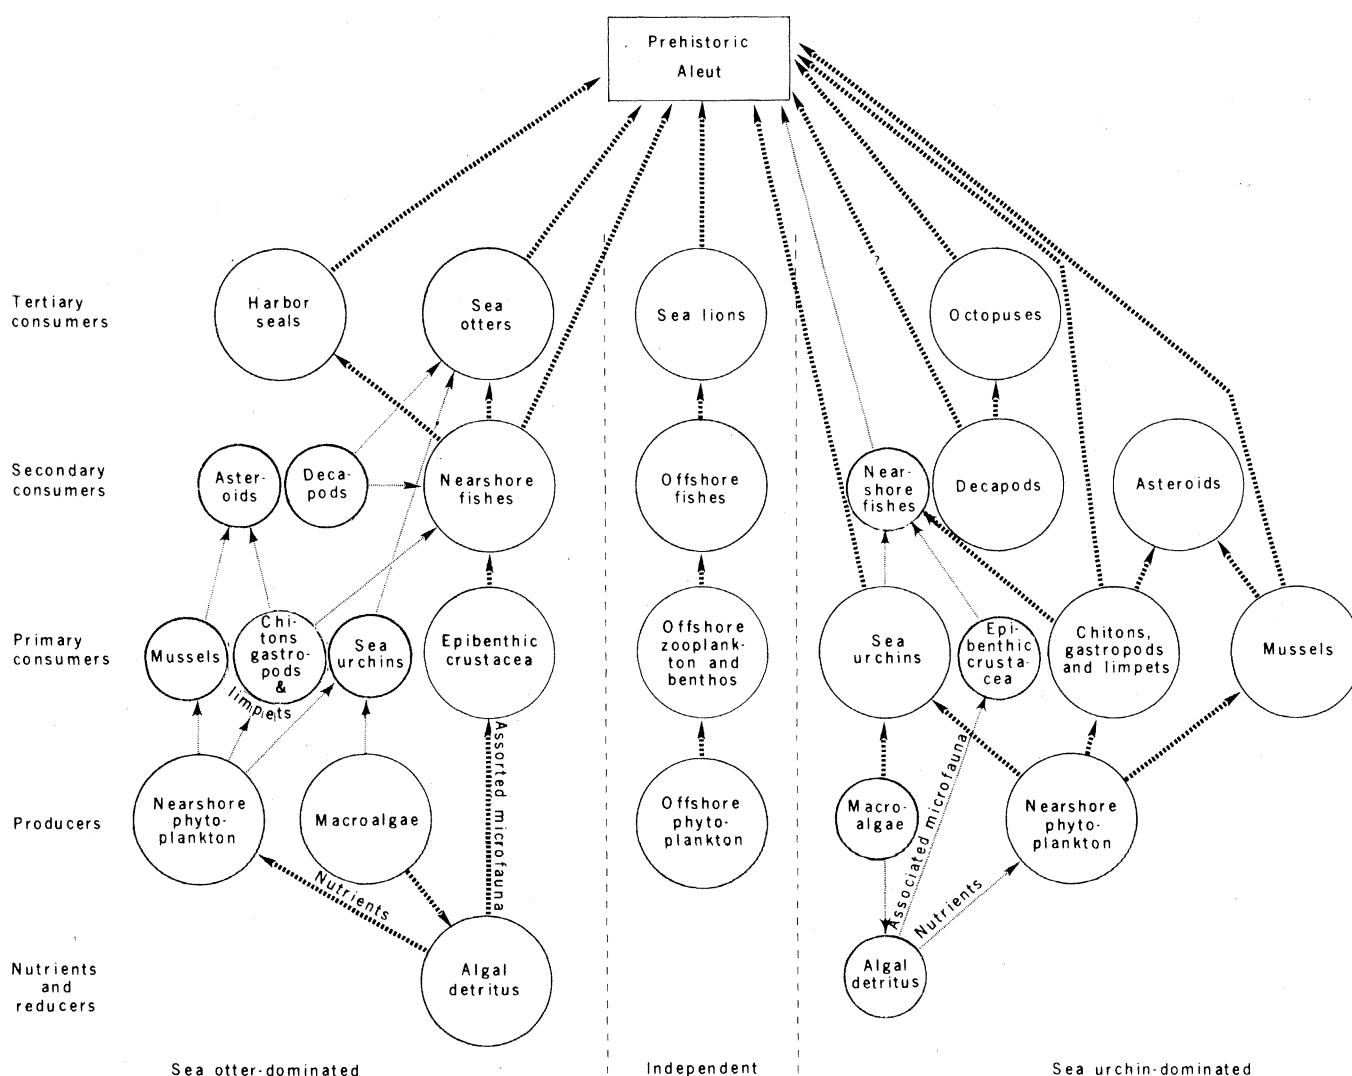 Prehistoric
Aleut
Tertiary
consumers
Harbor
seals
Sea
otters
Sea lions
Octopuses
Secondary
consumers
Aster-
oids
Deca-
pods
Nearshore
fishes
Offshore
fishes
Near-
shore
fishes
Decapods
Asteroids
Primary
consumers
Mussels
Chi-
tons
gastro-
pods
&
limpets
Sea
urchins
Epibenthic
crustacea
Offshore
zooplank-
ton and
benthos
Sea
urchins
Epi-
benthic
crusta-
cea
Chitons,
gastropods
and limpets
Mussels
Assorted microfauna
Associated microfauna
Producers
Nearshore
phyto-
plankton
Macroalgae
Offshore
phyto-
plankton
Macro-
algae
Nearshore
phyto-
plankton
Nutrients
Nutrients
Nutrients
and
reducers
Algal
detritus
Algal
detritus
Sea otter-dominated
Independent
Sea urchin-dominated